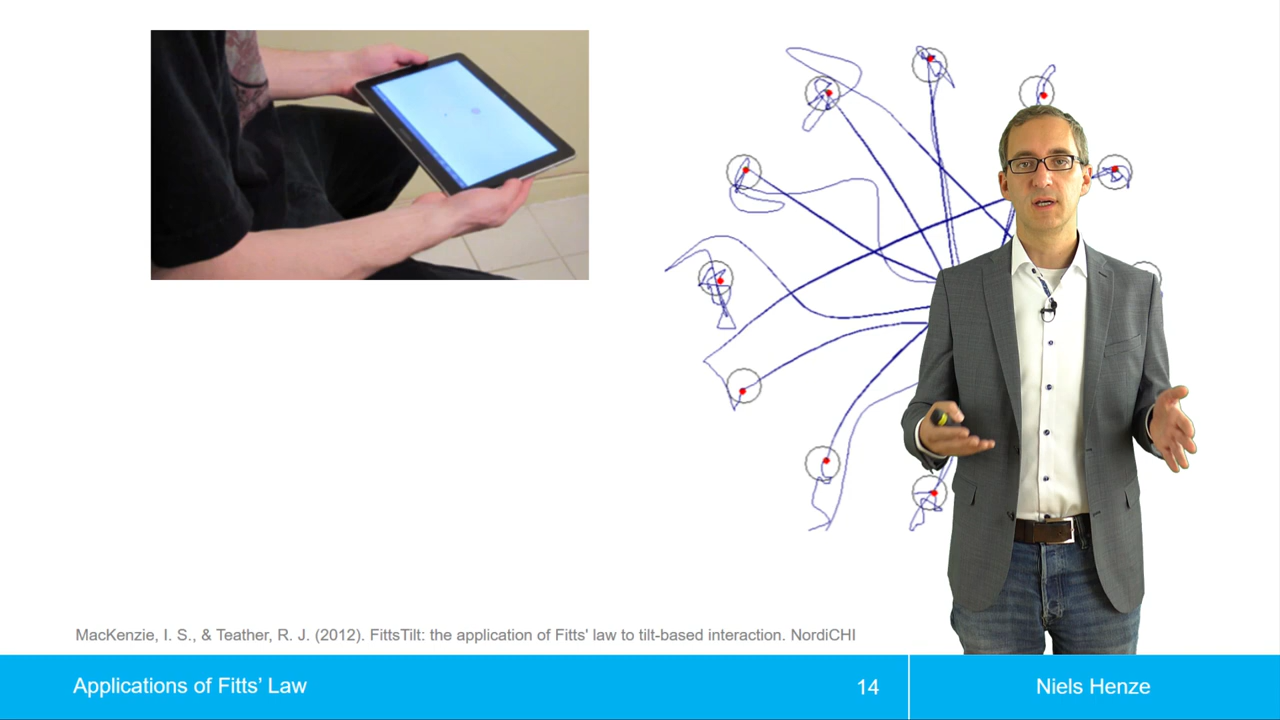 MacKenzie, I. S., & Teather, R. J. (2012). FittsTilt: the application of Fitts' law to tilt-based interaction. NordiCHI
Applications of Fitts’ Law
14
Niels Henze